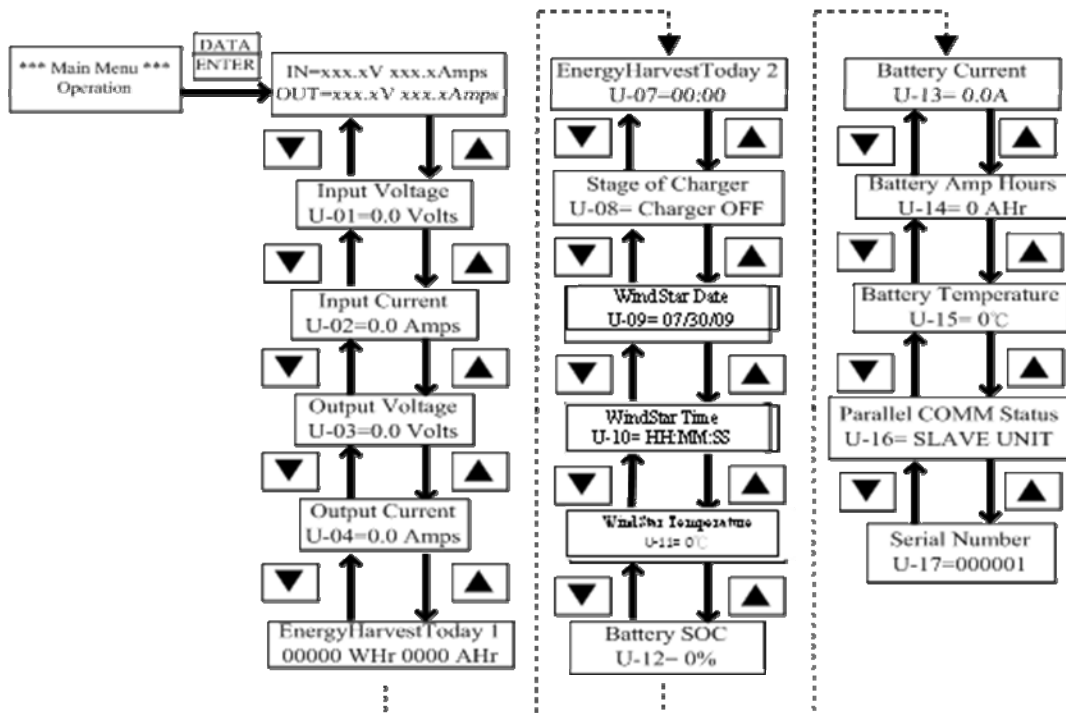 *** Main Menu ***
Operation
DATA
ENTER
IN=xxx.xV xxx.xAmps
OUT=xxx.xV xxx.xAmps
Input Voltage
U-01=0.0 Volts
Input Current
U-02=0.0 Amps
Output Voltage
U-03=0.0 Volts
Output Current
U-04=0.0 Amps
EnergyHarvestToday 1
00000 WHr 0000 AHr
EnergyHarvestToday 2
U-07=00:00
Stage of Charger
U-08= Charger OFF
WindStar Date
U-09= 07/30/09
WindStar Time
U-10= HH:MM:SS
WindStar Temperature
U-11= 0℃
Battery SOC
U-12= 0%
Battery Current
U-13= 0.0A
Battery Amp Hours
U-14= 0 AHr
Battery Temperature
U-15= 0℃
Parallel COMM Status
U-16= SLAVE UNIT
Serial Number
U-17=000001